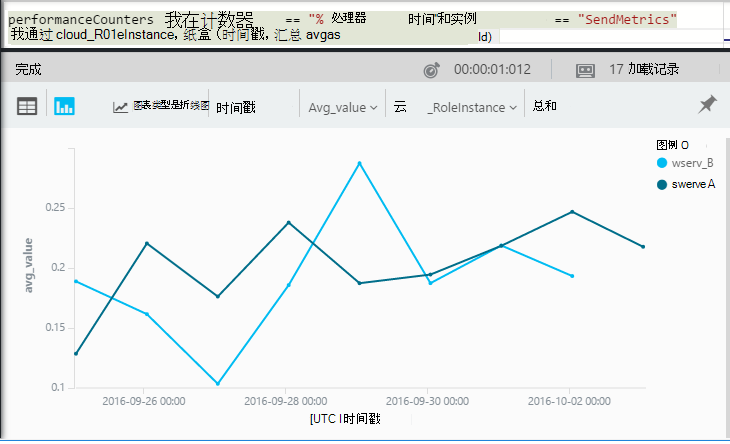 performanceCounters 我在计数器 == "% 处理器 时间"和实例 == "SendMetrics"
我通过 cloud_R01eInstance, 纸盒 (时间戳, 汇总 avgas Id)
完成 00:00:01:012 17 加载记录
图表类型是折线图 时间戳 Avg_value 云 _RoleInstance 总和
图例 O
wserv_B
swerve A
avg_value
0.25
0.2
0.15
0.1
2016-09-26 00:00 2016-09-28 00:00 2016-09-30 00:00 2016-10-02 00:00
[UTC I时间戳